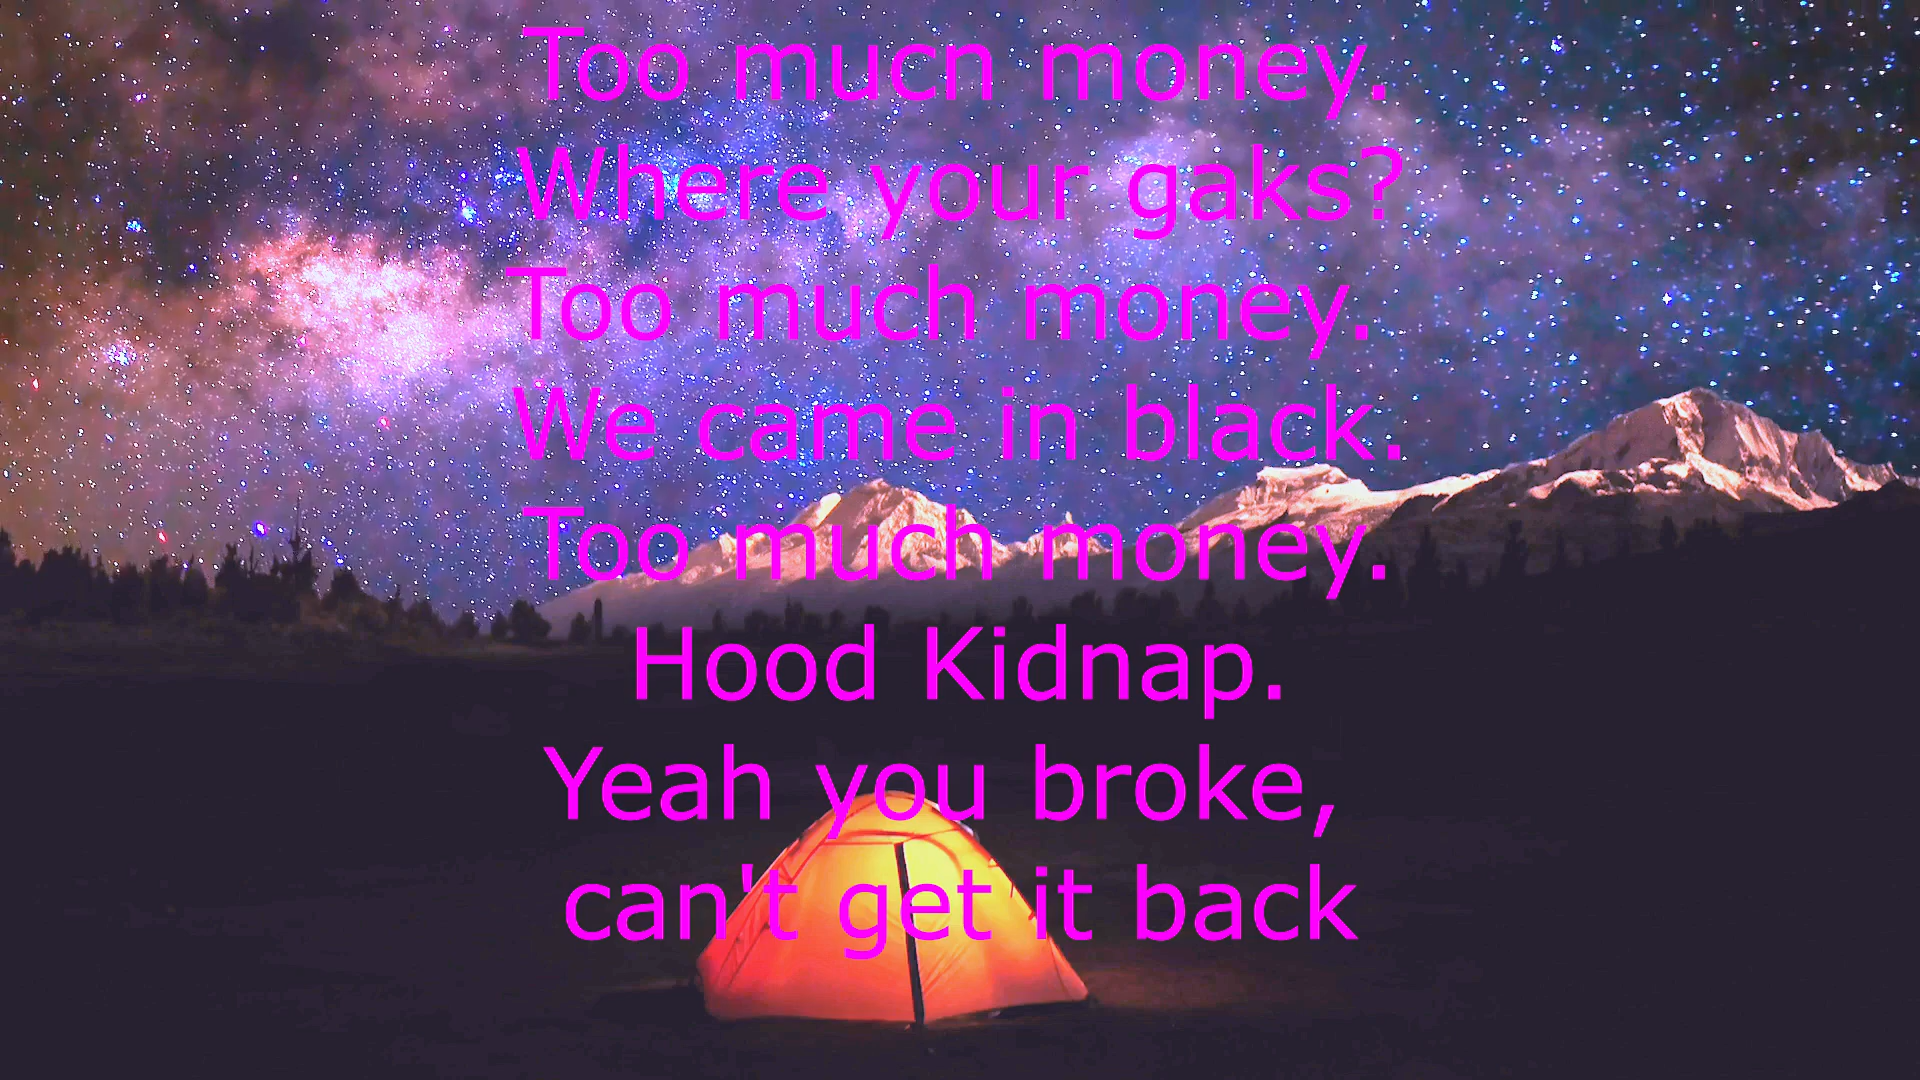 Too mucn money.
Where your gaks?
Too much money.
We came in black.
Too much money.
Hood Kidnap.
Yeah you broke,
can't get it back